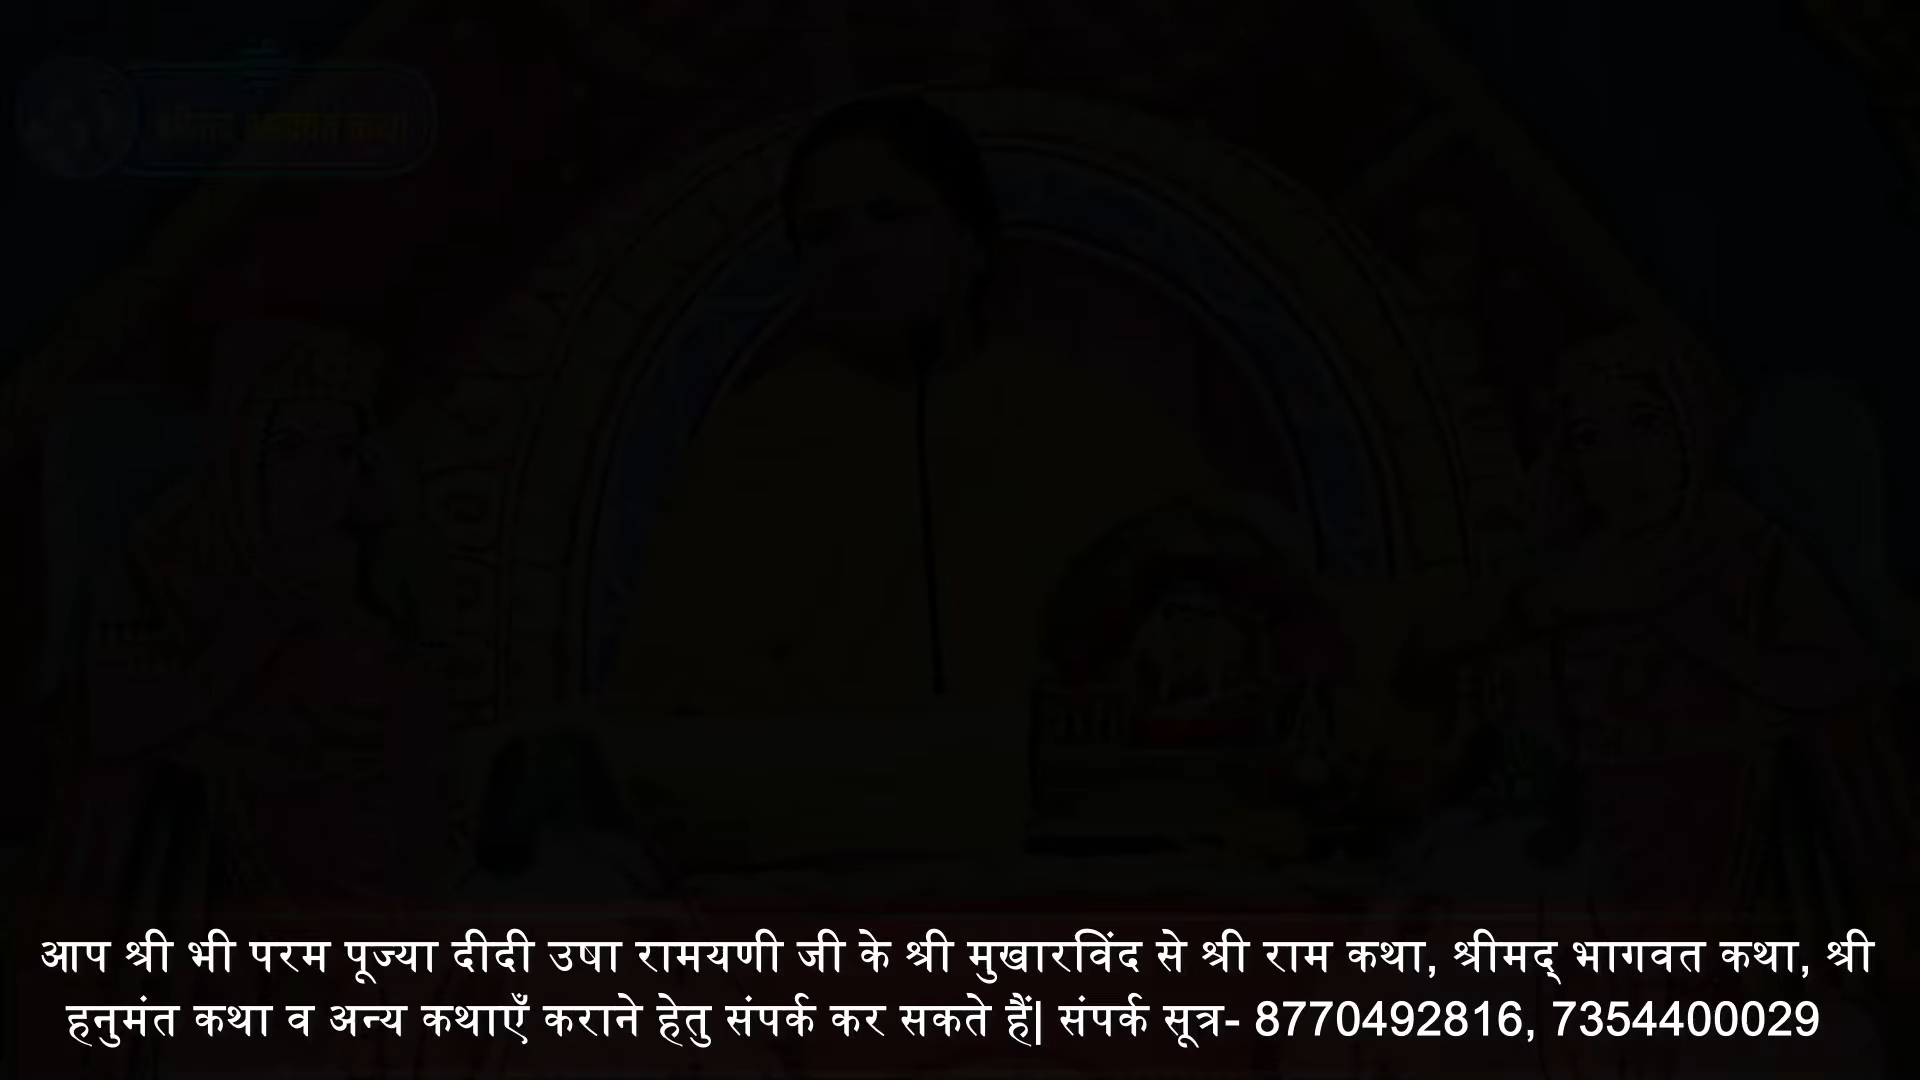 आप श्री भी परम पूज्या दीदी उषा रामयणी जी के श्री मुखारविंद से श्री राम कथा, श्रीमद् भागवत कथा, श्री
हनुमंत कथा व अन्य कथाएँ कराने हेतु संपर्क कर सकते हैं| संपर्क सूत्र- 8770492816, 7354400029